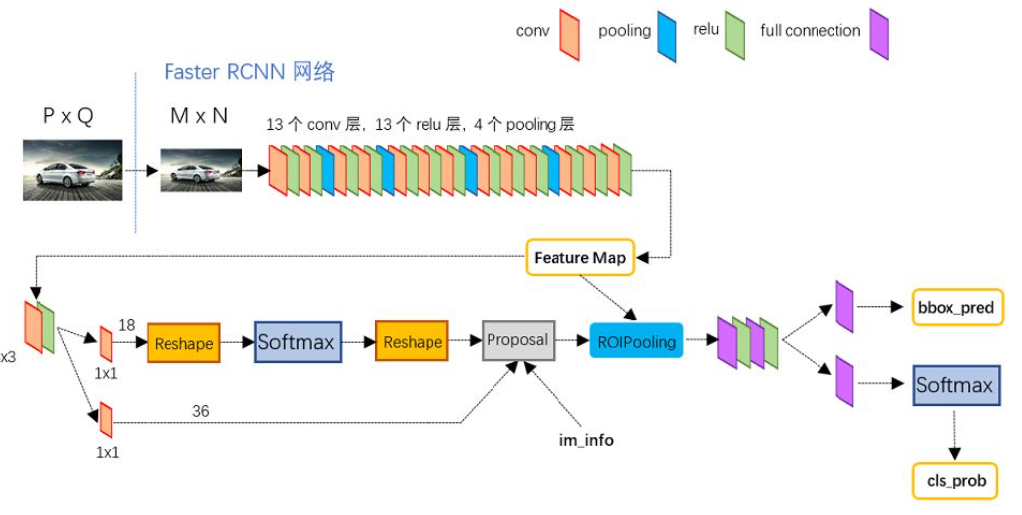 conv
pooling
relu
full connection
Faster RCNN 网络
P x Q
M x N
13 个 conv 层，13 个 relu 层，4 个 pooling 层
Feature Map
x3
18
1x1
Reshape
Softmax
Reshape
Proposal
ROIPooling
bbox_pred
Softmax
cls_prob
36
1x1
im_info